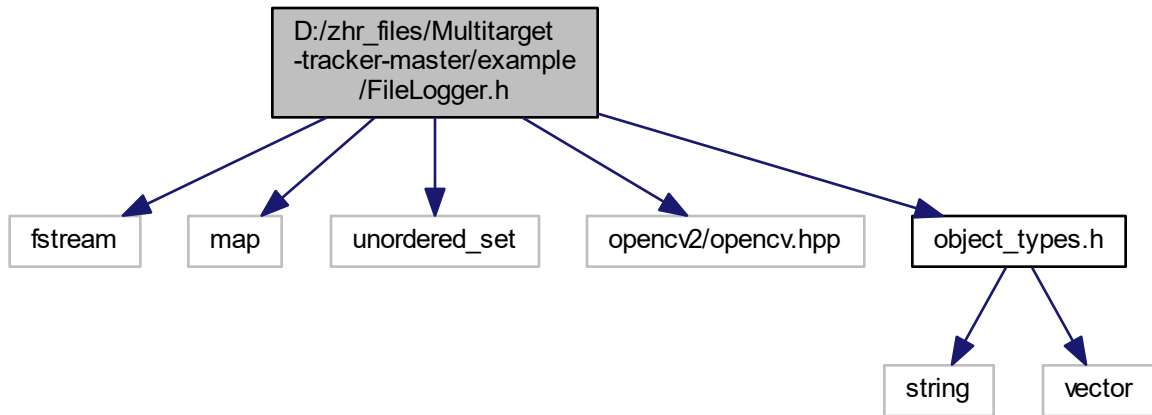 D:/zhr_files/Multitarget
-tracker-master/example
/FileLogger.h
fstream
map
unordered_set
opencv2/opencv.hpp
object_types.h
string
vector